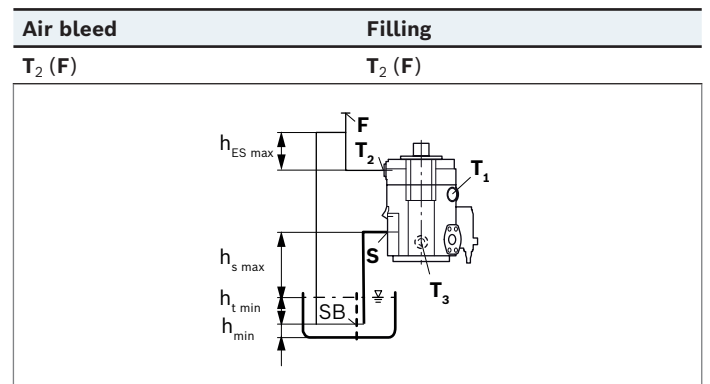 Air bleed Filling
T2 (F) T2 (F)
F
hES max
T2
T1
S
hs max
T3
ht min
SB
hmin